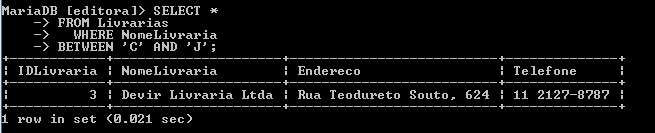 MariaDB [editora]> SELECT *
    -> FROM Livrarias
    ->   WHERE NomeLivraria
    -> BETWEEN 'C' AND 'J';
+------------+---------------------+---------------------------+--------------+
| IDLivraria | NomeLivraria        | Endereco                  | Telefone     |
+------------+---------------------+---------------------------+--------------+
|          3 | Devir Livraria Ltda | Rua Teodureto Souto, 624 | 11 2127-8787 |
+------------+---------------------+---------------------------+--------------+
1 row in set (0.021 sec)